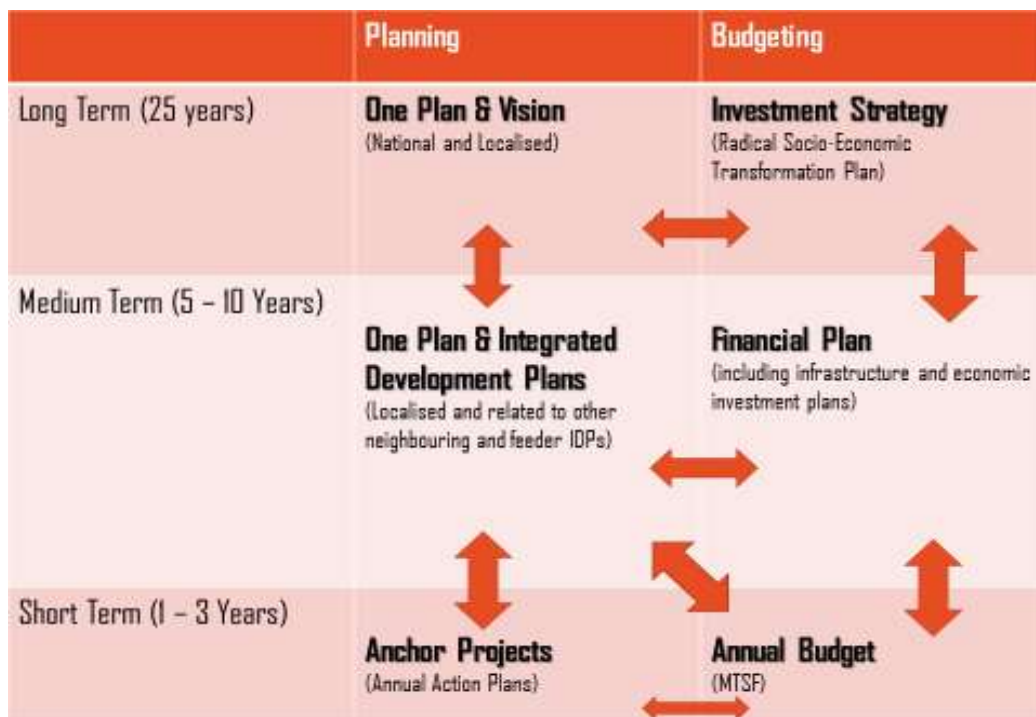 Planning
Budgeting
Long Term (25 years)
One Plan & Vision
(National and Localised)
Investment Strategy
(Radical Socio-Economic
Transformation Plan)
Medium Term (5 – 10 Years)
One Plan & Integrated
Development Plans
(Localised and related to other
neighbouring and feeder IDPs)
Financial Plan
(including infrastructure and economic
investment plans)
Short Term (1 – 3 Years)
Anchor Projects
(Annual Action Plans)
Annual Budget
(MTSF)